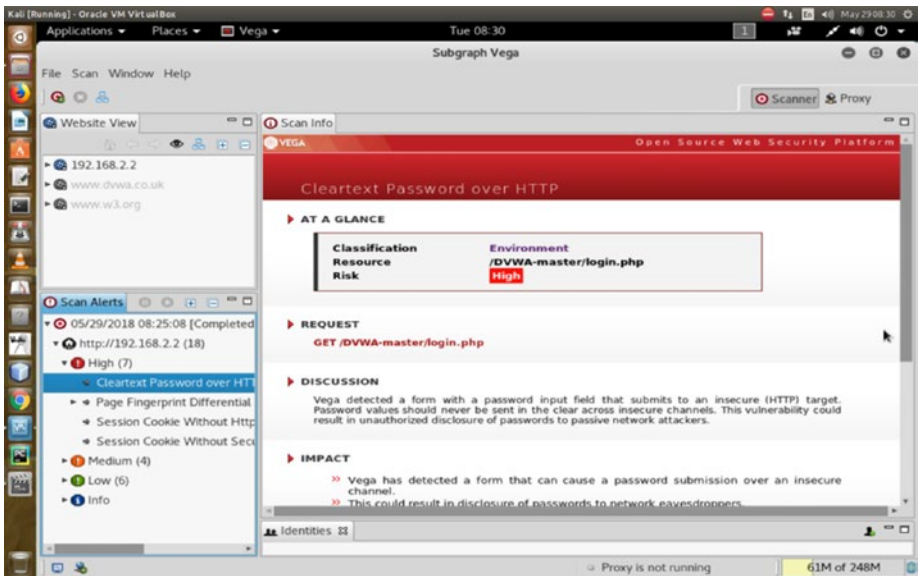 Kali [Running] - Oracle VM VirtualBox
En
May 29 08:30
Applications Places Vega
Tue 08:30
1
Subgraph Vega
File Scan Window Help
Scanner Proxy
Website View
192.168.2.2
www.dvwa.co.uk
www.w3.org
Scan Alerts
05/29/2018 08:25:08 [Completed
http://192.168.2.2 (18)
High (7)
Cleartext Password over HTT
Page Fingerprint Differential
Session Cookie Without Http
Session Cookie Without Secu
Medium (4)
Low (6)
Info
Scan Info
VEGA Open Source Web Security Platform
Cleartext Password over HTTP
AT A GLANCE
Classification Environment
Resource /DVWA-master/login.php
Risk High
REQUEST
GET /DVWA-master/login.php
DISCUSSION
Vega detected a form with a password input field that submits to an insecure (HTTP) target.
Password values should never be sent in the clear across insecure channels. This vulnerability could
result in unauthorized disclosure of passwords to passive network attackers.
IMPACT
Vega has detected a form that can cause a password submission over an insecure
channel.
This could result in disclosure of passwords to network eavesdroppers.
Identities
Proxy is not running
61M of 248M